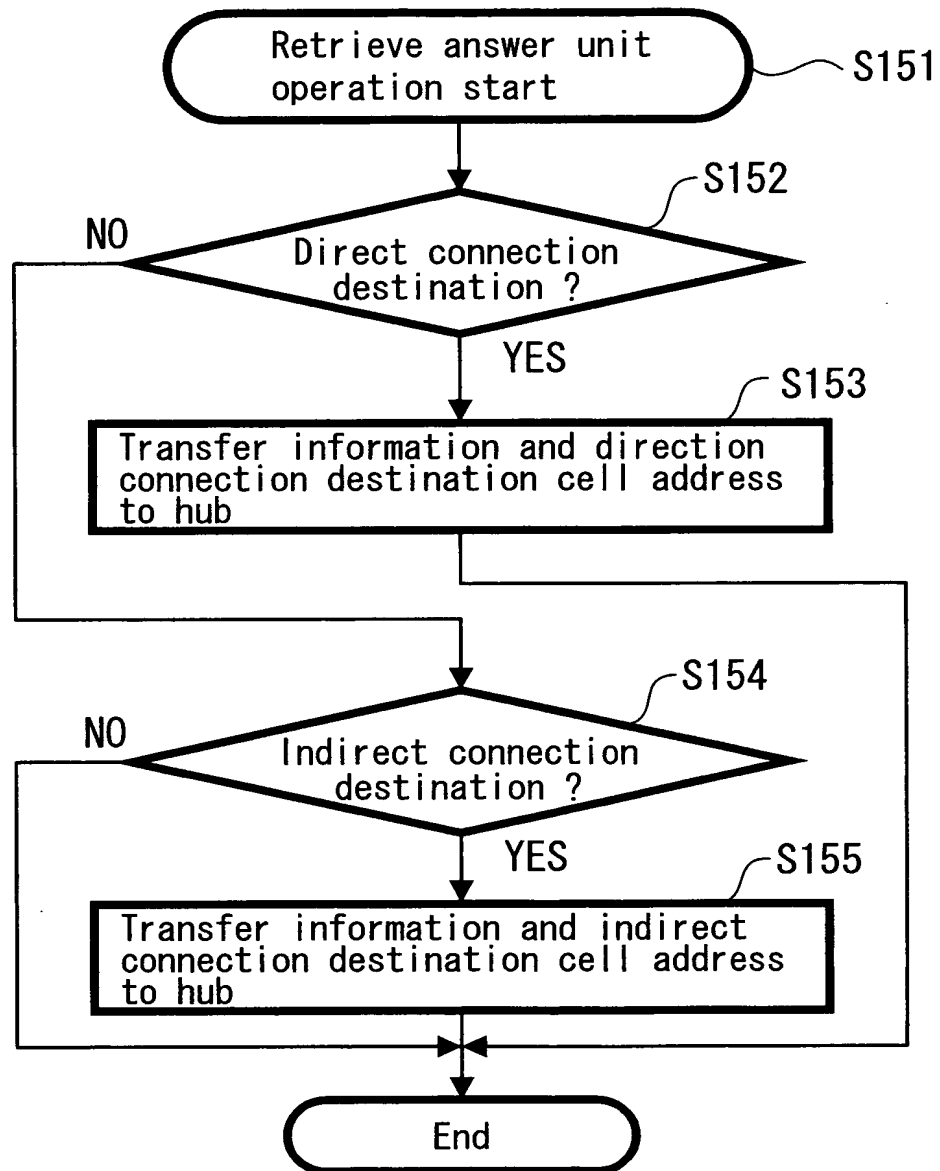 Retrieve answer unit
operation start
S151
S152
NO
Direct connection
destination ?
YES
S153
Transfer information and direction
connection destination cell address
to hub
S154
NO
Indirect connection
destination ?
YES
S155
Transfer information and indirect
connection destination cell address
to hub
End